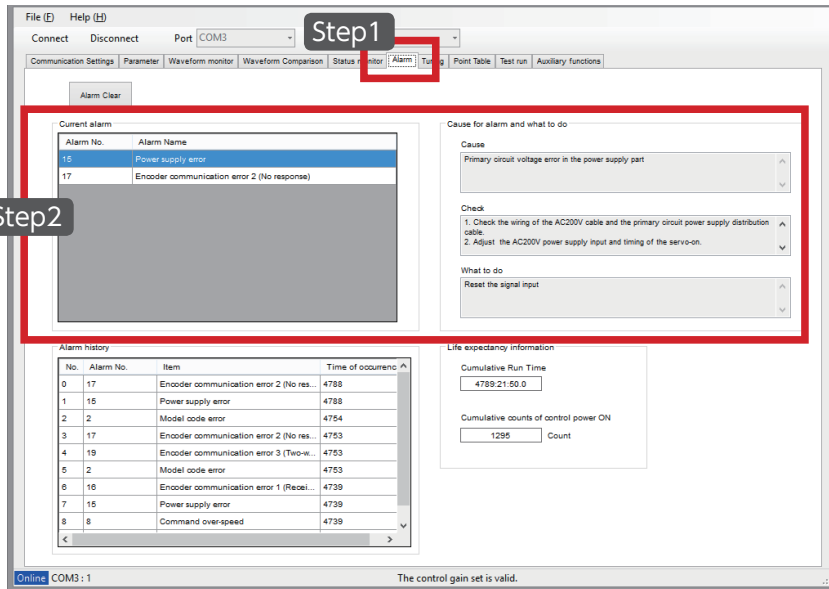 File (F) Help (H)
Connect Disconnect Port COM3
Step1
Communication Settings Parameter Waveform monitor Waveform Comparison Status monitor Alarm Tuning Point Table Test run Auxiliary functions
Alarm Clear
Current alarm
Alarm No. Alarm Name
15 Power supply error
17 Encoder communication error 2 (No response)
Step2
Cause for alarm and what to do
Cause
Primary circuit voltage error in the power supply part
Check
1. Check the wiring of the AC200V cable and the primary circuit power supply distribution
cable.
2. Adjust the AC200V power supply input and timing of the servo-on.
What to do
Reset the signal input
Alarm history
No. Alarm No. Item Time of occurrenc
0 17 Encoder communication error 2 (No res... 4788
1 15 Power supply error 4788
2 2 Model code error 4754
3 17 Encoder communication error 2 (No res... 4753
4 19 Encoder communication error 3 (Two-w... 4753
5 2 Model code error 4753
6 16 Encoder communication error 1 (Recei... 4739
7 15 Power supply error 4739
8 8 Command over-speed 4739
Life expectancy information
Cumulative Run Time
4789:21:50.0
Cumulative counts of control power ON
1295 Count
Online COM3 : 1 The control gain set is valid.